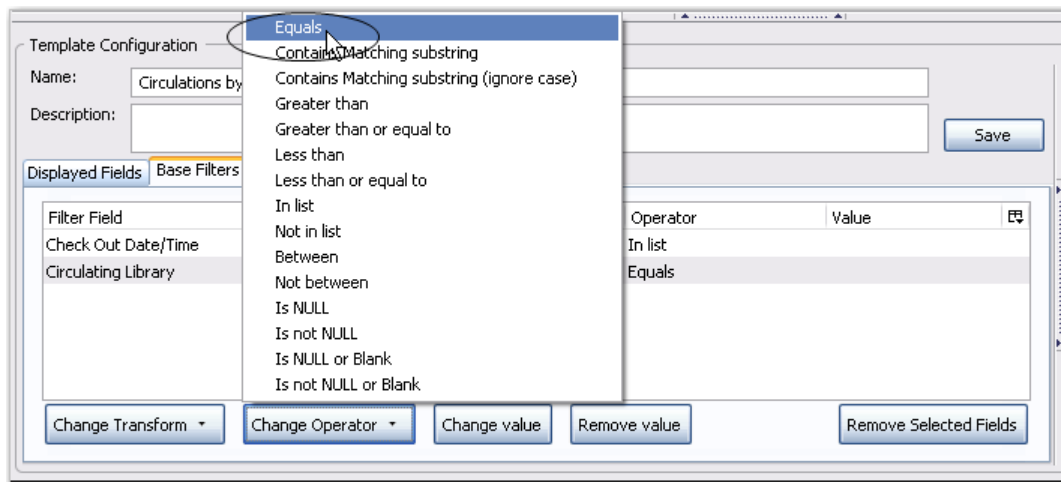 Template Configuration
Name:
Circulations by
Description:
Save
Displayed Fields
Base Filters
Equals
Contains Matching substring
Contains Matching substring (ignore case)
Greater than
Greater than or equal to
Less than
Less than or equal to
In list
Not in list
Between
Not between
Is NULL
Is not NULL
Is NULL or Blank
Is not NULL or Blank
Filter Field
Operator
Value
Check Out Date/Time
In list
Circulating Library
Equals
Change Transform
Change Operator
Change value
Remove value
Remove Selected Fields